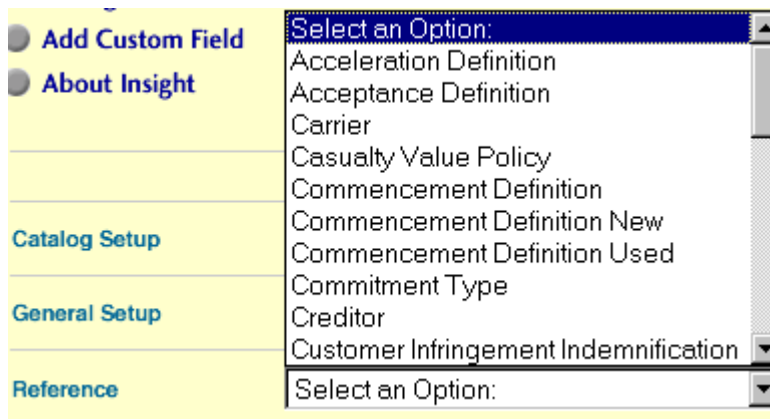 Add Custom Field
About Insight
Select an Option:
Acceleration Definition
Acceptance Definition
Carrier
Casualty Value Policy
Commencement Definition
Commencement Definition New
Commencement Definition Used
Commitment Type
Creditor
Customer Infringement Indemnification
Catalog Setup
General Setup
Reference
Select an Option: